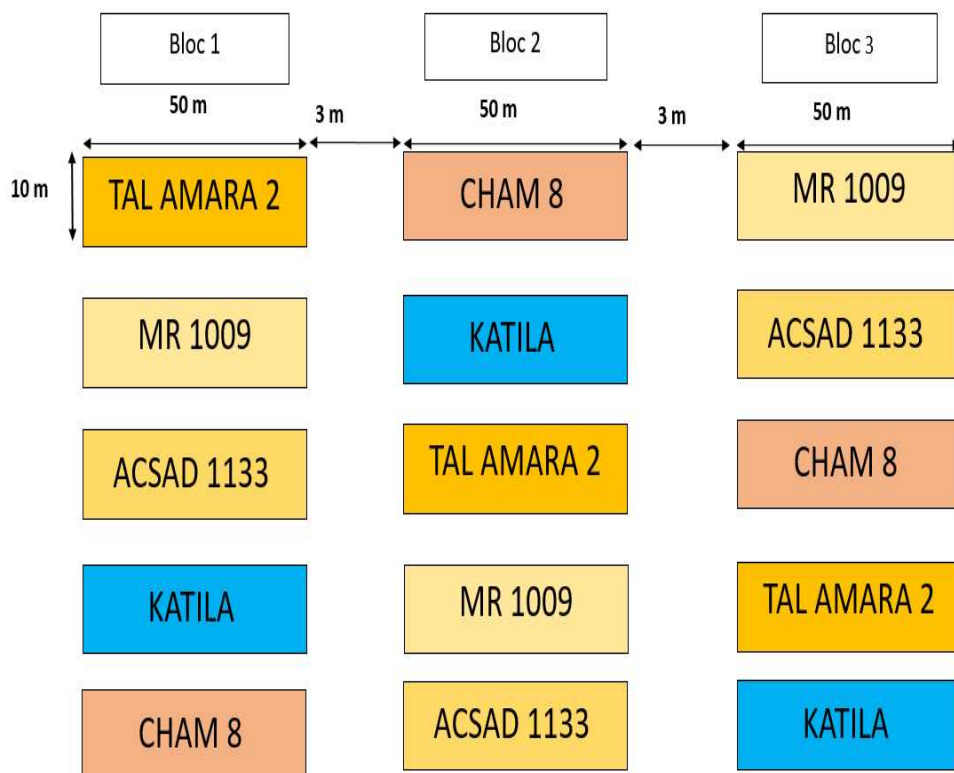 Bloc 1
Bloc 2
Bloc 3
50 m
3 m
50 m
3 m
50 m
10 m
TAL AMARA 2
CHAM 8
MR 1009
MR 1009
KATILA
ACSAD 1133
ACSAD 1133
TAL AMARA 2
CHAM 8
KATILA
MR 1009
TAL AMARA 2
CHAM 8
ACSAD 1133
KATILA